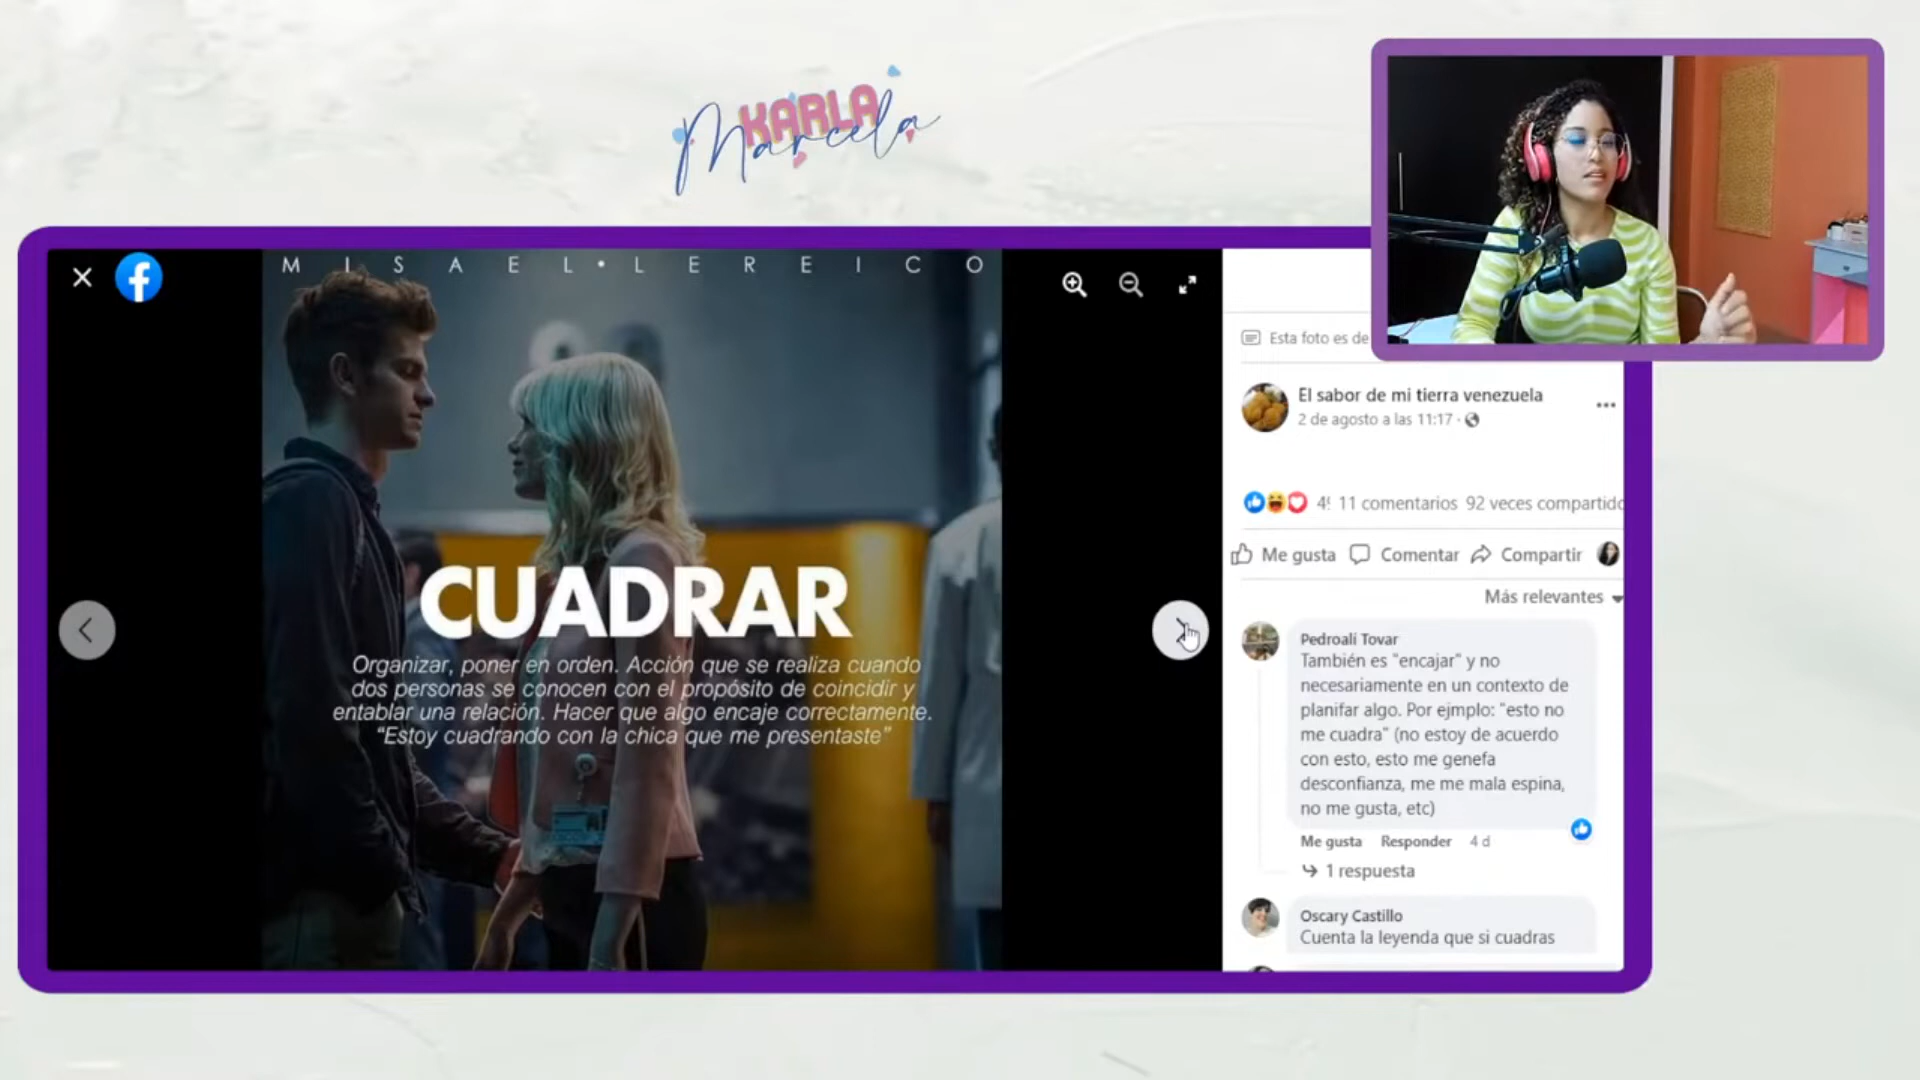 KARLA
Marcela
MISAEL•LEREICO
CUADRAR
Organizar, poner en orden. Acción que se realiza cuando
dos personas se conocen con el propósito de coincidir y
entablar una relación. Hacer que algo encaje correctamente.
“Estoy cuadrando con la chica que me presentaste”
Esta foto es de
El sabor de mi tierra venezuela
2 de agosto a las 11:17 ·
11 comentarios 92 veces compartido
Me gusta Comentar Compartir
Más relevantes
Pedroalí Tovar
También es "encajar" y no
necesariamente en un contexto de
planifar algo. Por ejmplo: "esto no
me cuadra" (no estoy de acuerdo
con esto, esto me genefa
desconfianza, me me mala espina,
no me gusta, etc)
Me gusta Responder 4 d
1 respuesta
Oscary Castillo
Cuenta la leyenda que si cuadras